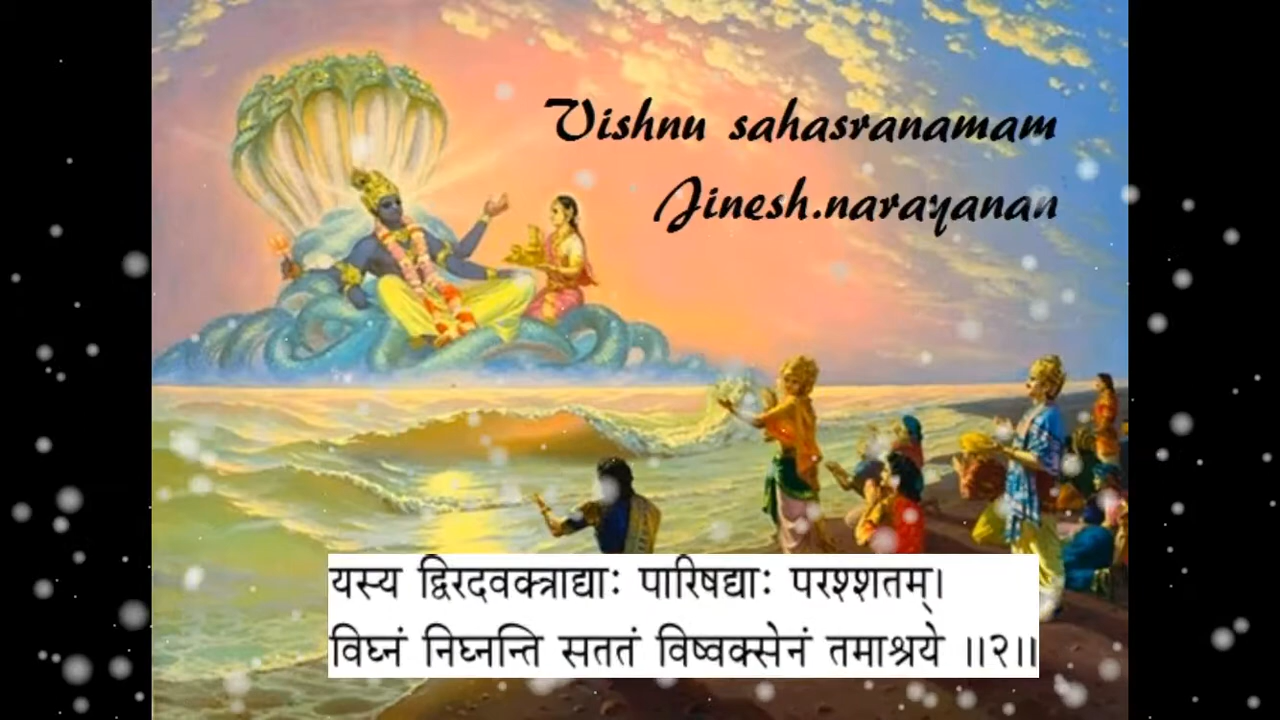 Vishnu sahasranamam
Jinesh.narayanan
यस्य द्विरदवक्त्राद्याः पारिषद्याः परश्शतम्।
विघ्नं निघ्नन्ति सततं विष्वक्सेनं तमाश्रये ॥२॥